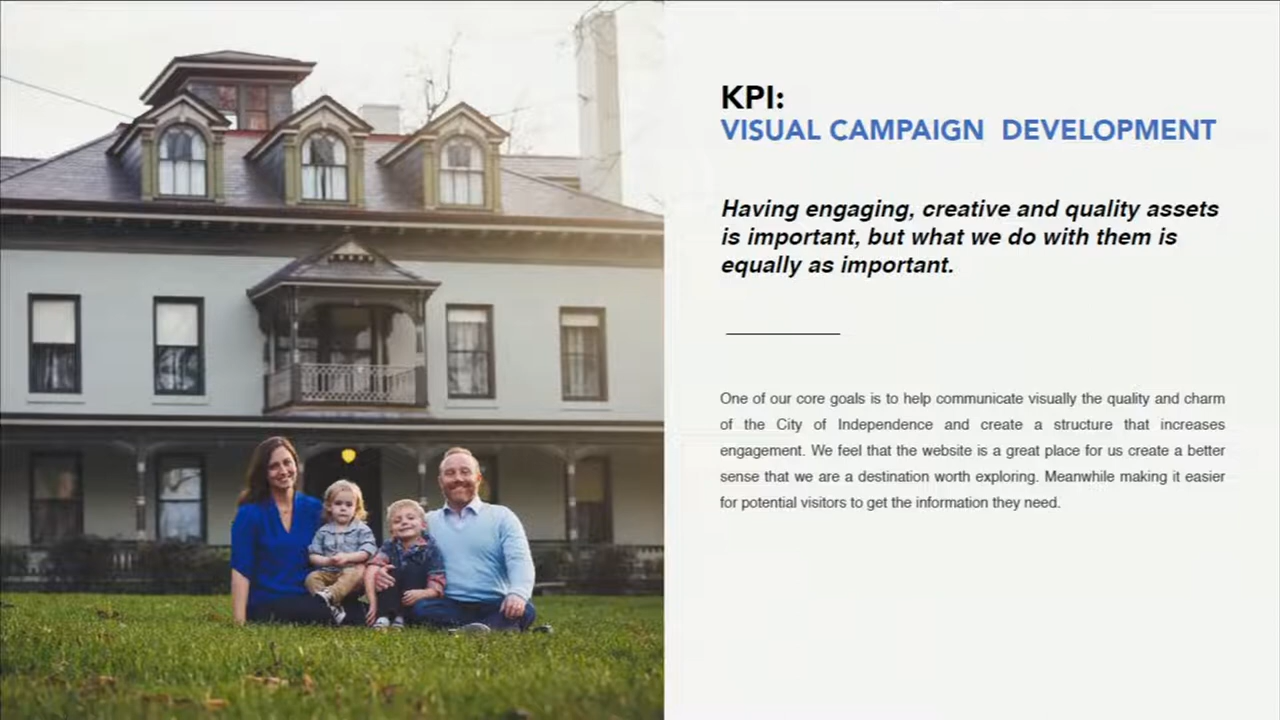 KPI:
VISUAL CAMPAIGN DEVELOPMENT
Having engaging, creative and quality assets
is important, but what we do with them is
equally as important.
One of our core goals is to help communicate visually the quality and charm
of the City of Independence and create a structure that increases
engagement. We feel that the website is a great place for us create a better
sense that we are a destination worth exploring. Meanwhile making it easier
for potential visitors to get the information they need.